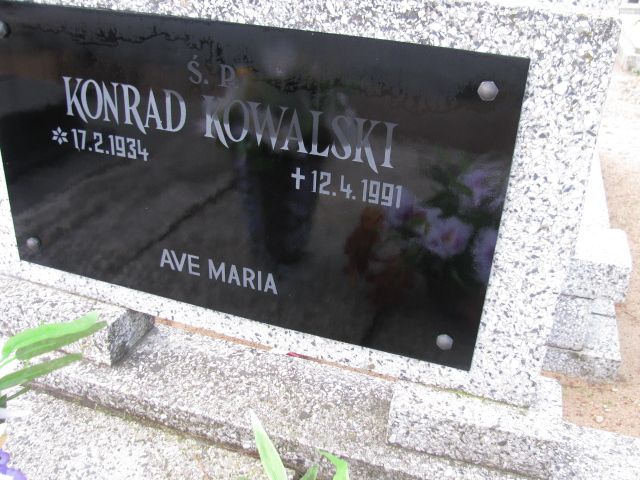 Ś. P.
KONRAD KOWALSKI
✲ 17.2.1934
✝ 12.4.1991
AVE MARIA